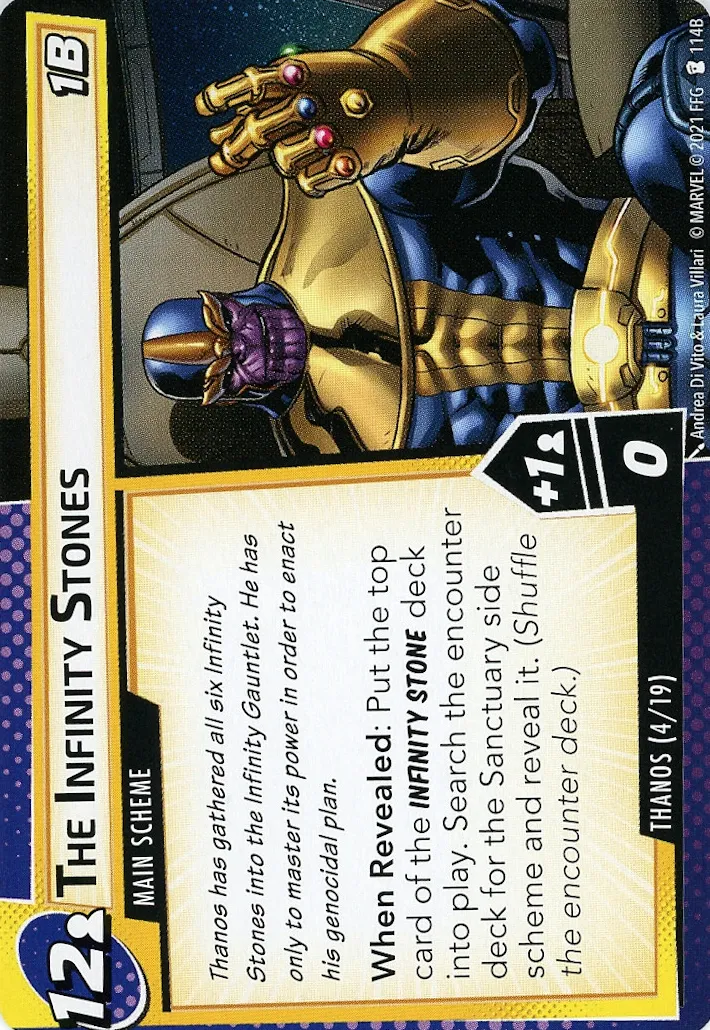 12
THE INFINITY STONES
1B
MAIN SCHEME
Thanos has gathered all six Infinity
Stones into the Infinity Gauntlet. He has
only to master its power in order to enact
his genocidal plan.
When Revealed: Put the top
card of the INFINITY STONE deck
into play. Search the encounter
deck for the Sanctuary side
scheme and reveal it. (Shuffle
the encounter deck.)
+1
0
THANOS (4/19)
Andrea Di Vito & Laura Villari © MARVEL © 2021 FFG 114B